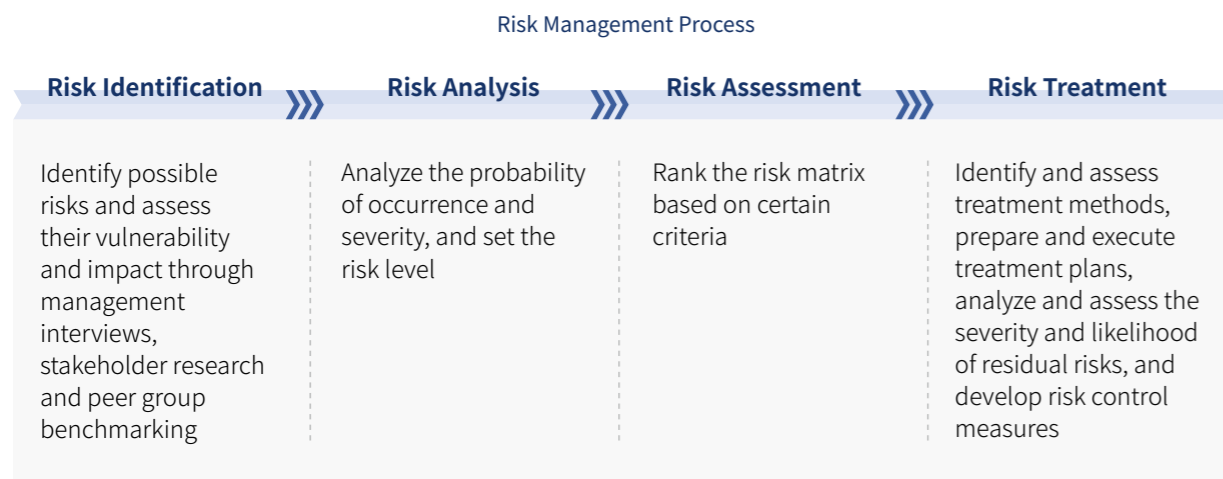 Risk Management Process
Risk Identification
Risk Analysis
Risk Assessment
Risk Treatment
Identify possible
risks and assess
their vulnerability
and impact through
management
interviews,
stakeholder research
and peer group
benchmarking
Analyze the probability
of occurrence and
severity, and set the
risk level
Rank the risk matrix
based on certain
criteria
Identify and assess
treatment methods,
prepare and execute
treatment plans,
analyze and assess the
severity and likelihood
of residual risks, and
develop risk control
measures